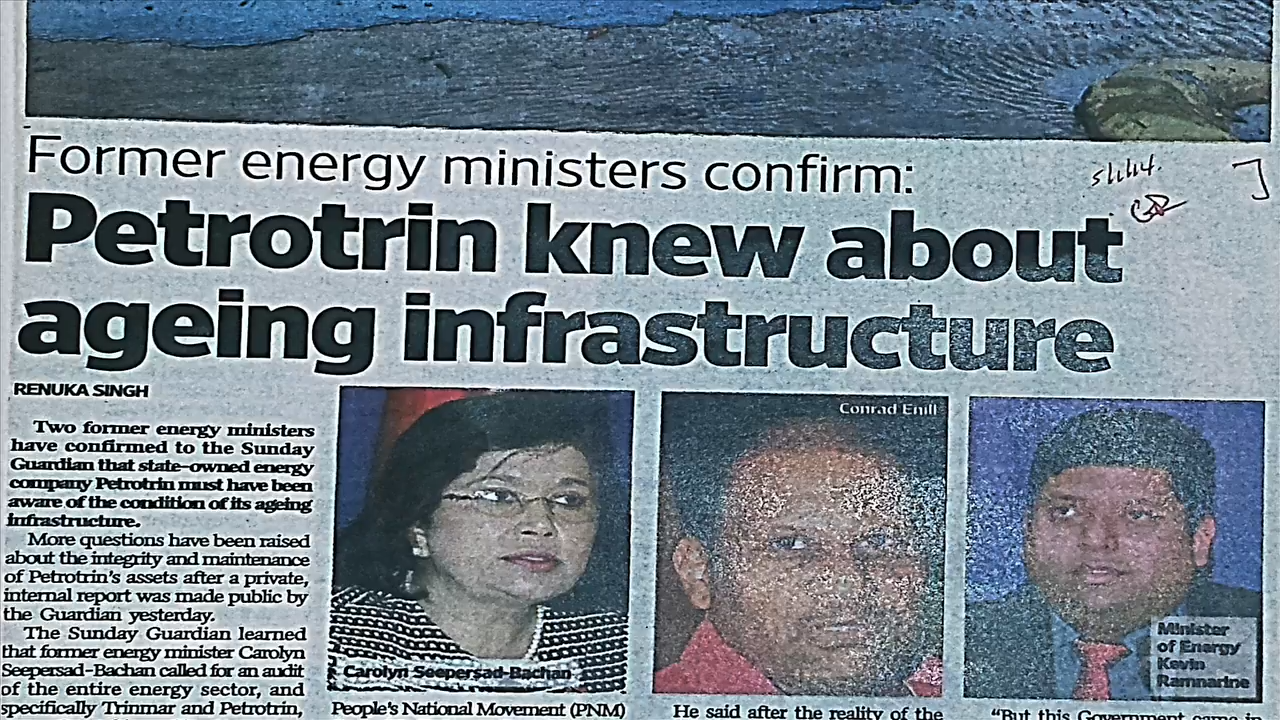 Former energy ministers confirm:
Petrotrin knew about
ageing infrastructure
RENUKA SINGH
Two former energy ministers
have confirmed to the Sunday
Guardian that state-owned energy
company Petrotrin must have been
aware of the condition of its ageing
infrastructure.
More questions have been raised
about the integrity and maintenance
of Petrotrin's assets after a private,
internal report was made public by
the Guardian yesterday.
The Sunday Guardian learned
that former energy minister Carolyn
Seepersad-Bachan called for an audit
of the entire energy sector, and
specifically Trinmar and Petrotrin,
Carolyn Seepersad-Bachan
People's National Movement (PNM)
Conrad Enill
He said after the reality of the
Minister
of Energy
Kevin
Ramnarine
"But this Government came in